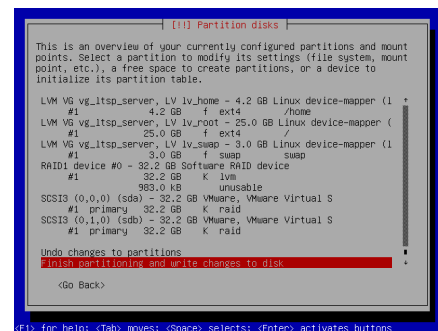 [!!] Partition disks
This is an overview of your currently configured partitions and mount
points. Select a partition to modify its settings (file system, mount
point, etc.), a free space to create partitions, or a device to
initialize its partition table.
LVM VG vg_ltsp_server, LV lv_home - 4.2 GB Linux device-mapper (l
#1 4.2 GB f ext4 /home
LVM VG vg_ltsp_server, LV lv_root - 25.0 GB Linux device-mapper (
#1 25.0 GB f ext4 /
LVM VG vg_ltsp_server, LV lv_swap - 3.0 GB Linux device-mapper (l
#1 3.0 GB f swap swap
RAID1 device #0 - 32.2 GB Software RAID device
#1 32.2 GB K lvm
983.0 kB unusable
SCSI3 (0,0,0) (sda) - 32.2 GB VMware, VMware Virtual S
#1 primary 32.2 GB K raid
SCSI3 (0,1,0) (sdb) - 32.2 GB VMware, VMware Virtual S
#1 primary 32.2 GB K raid
Undo changes to partitions
Finish partitioning and write changes to disk
<Go Back>
<F1> for help; <Tab> moves; <Space> selects; <Enter> activates buttons